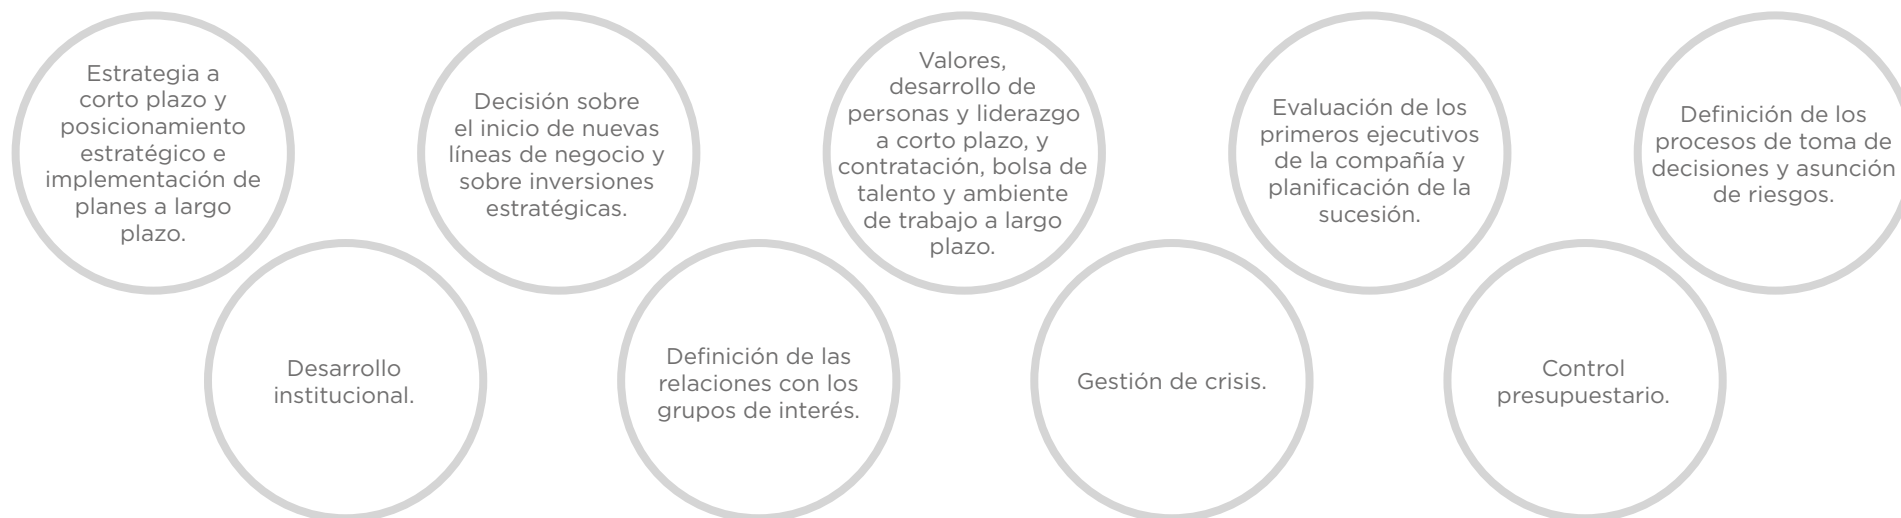 Estrategia a
corto plazo y
posicionamiento
estratégico e
implementación de
planes a largo
plazo.
Decisión sobre
el inicio de nuevas
líneas de negocio y
sobre inversiones
estratégicas.
Valores,
desarrollo de
personas y liderazgo
a corto plazo, y
contratación, bolsa de
talento y ambiente
de trabajo a largo
plazo.
Evaluación de los
primeros ejecutivos
de la compañía y
planificación de la
sucesión.
Definición de los
procesos de toma de
decisiones y asunción
de riesgos.
Desarrollo
institucional.
Definición de las
relaciones con los
grupos de interés.
Gestión de crisis.
Control
presupuestario.